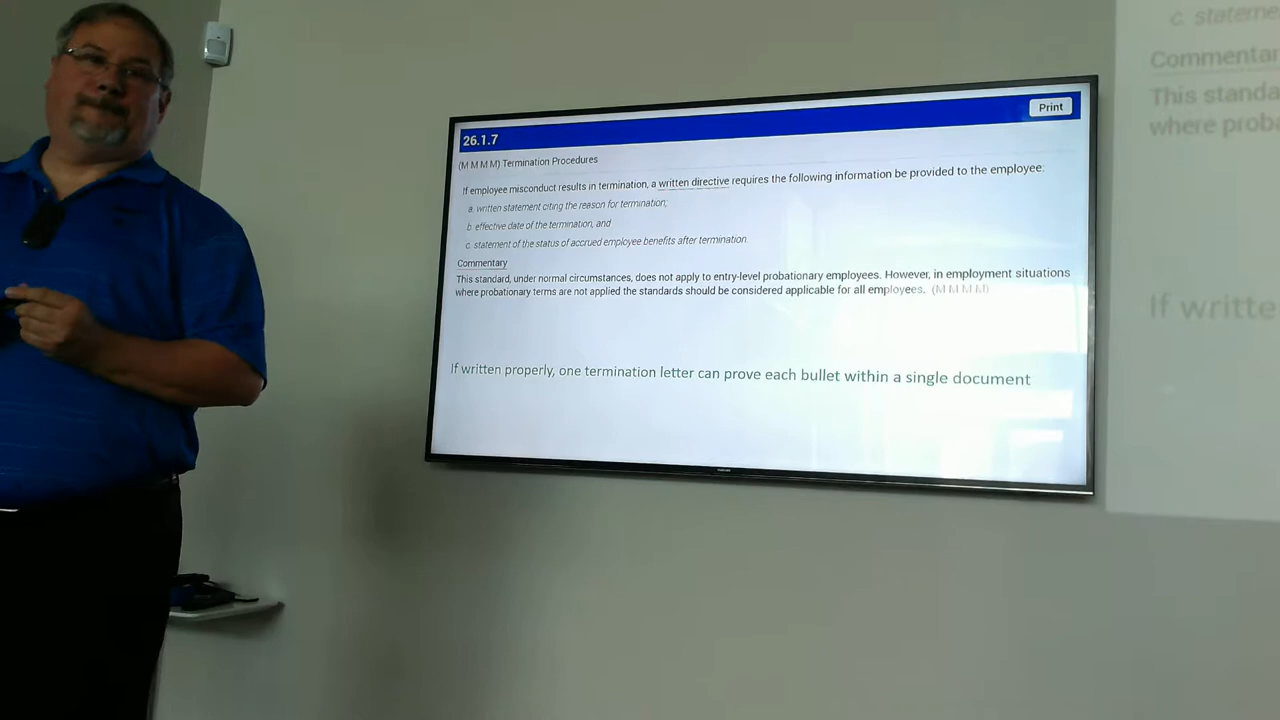 26.1.7
Print
(M M M M) Termination Procedures
If employee misconduct results in termination, a written directive requires the following information be provided to the employee:
a. written statement citing the reason for termination;
b. effective date of the termination, and
c. statement of the status of accrued employee benefits after termination.
Commentary
This standard, under normal circumstances, does not apply to entry-level probationary employees. However, in employment situations
where probationary terms are not applied the standards should be considered applicable for all employees. (M M M M)
If written properly, one termination letter can prove each bullet within a single document
c. stateme
Commentar
This standa
where proba
If writte